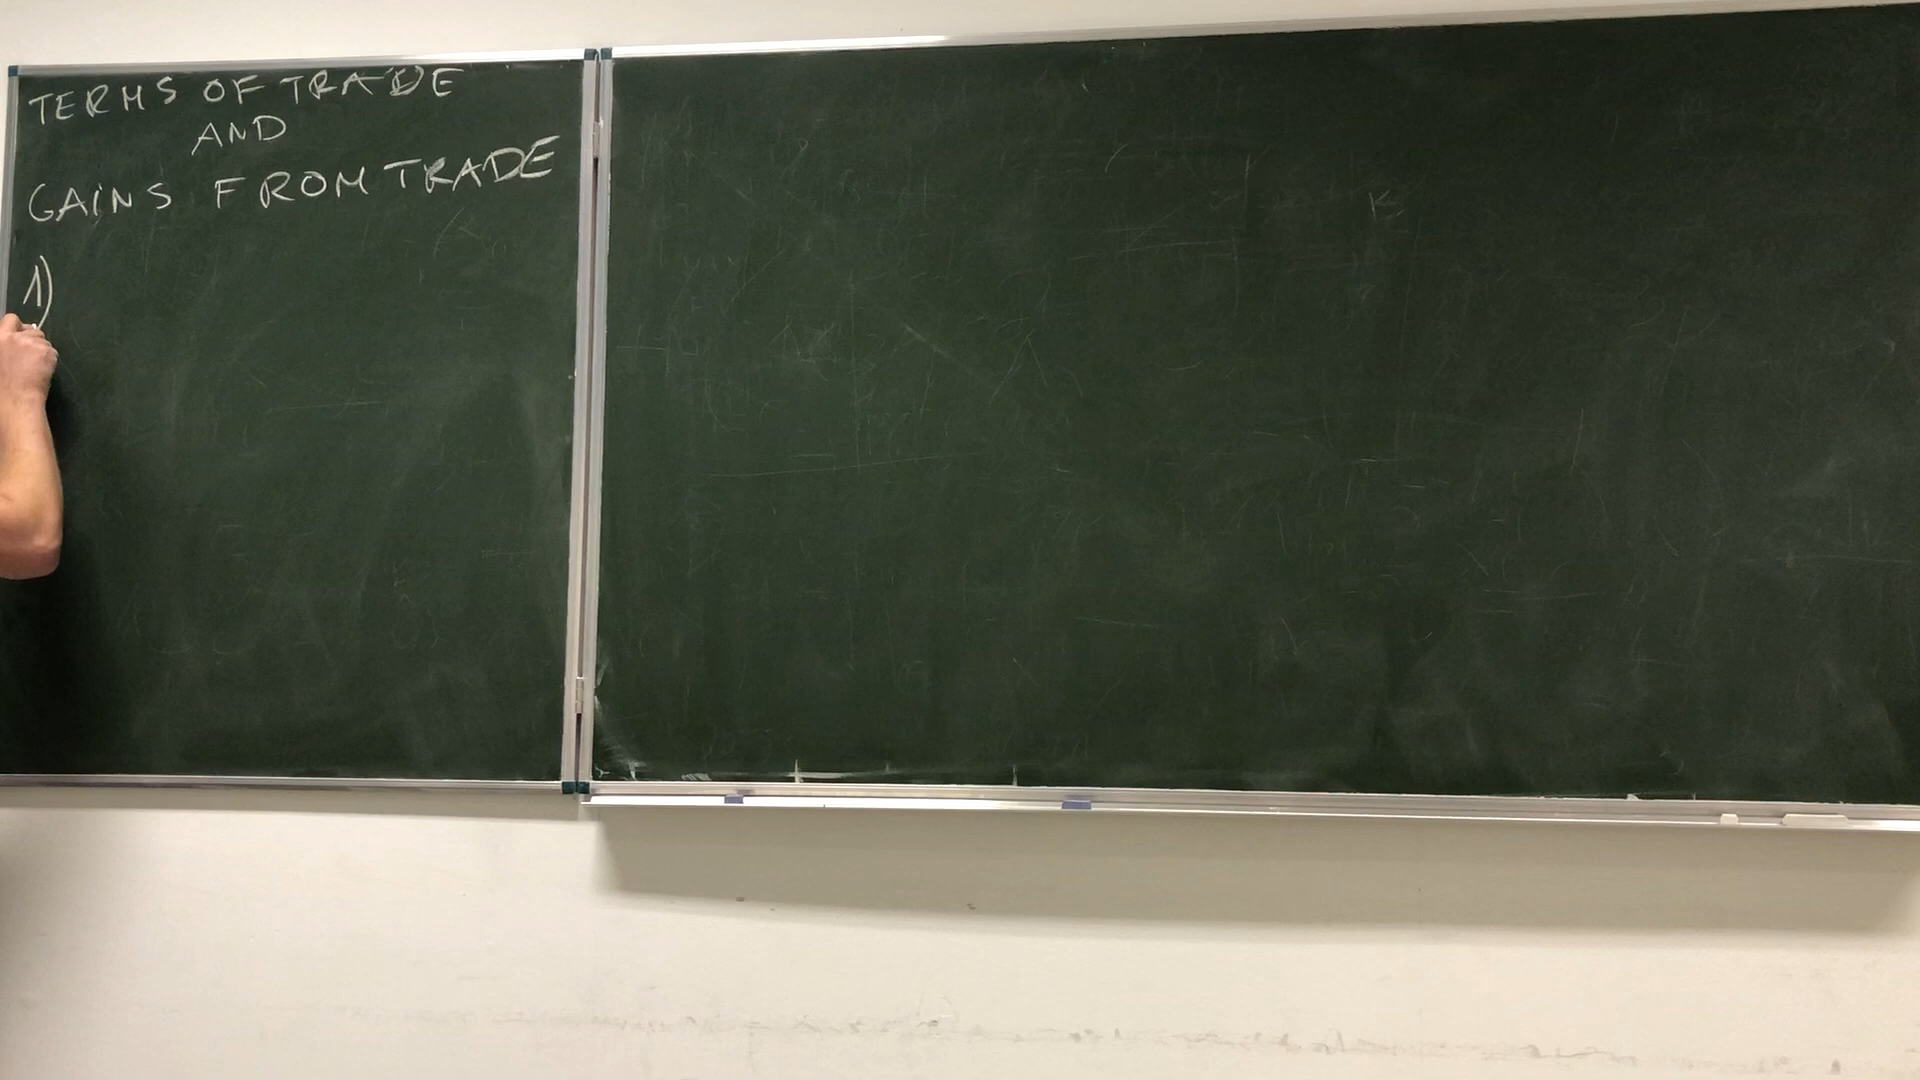 TERMS OF TRADE
AND
GAINS FROM TRADE
1)